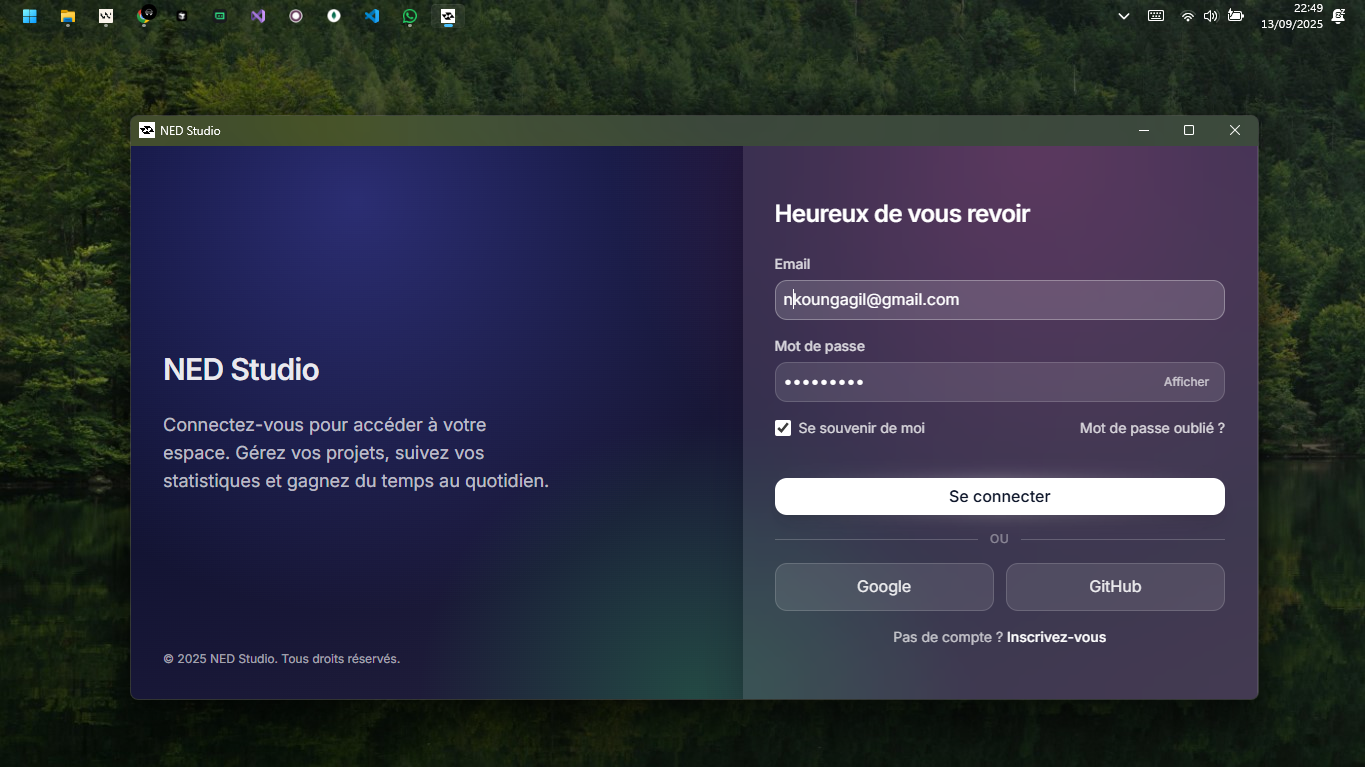 22:49
13/09/2025
NED Studio
NED Studio
Connectez-vous pour accéder à votre
espace. Gérez vos projets, suivez vos
statistiques et gagnez du temps au quotidien.
© 2025 NED Studio. Tous droits réservés.
Heureux de vous revoir
Email
nkoungagil@gmail.com
Mot de passe
•••••••••
Afficher
Se souvenir de moi
Mot de passe oublié ?
Se connecter
OU
Google
GitHub
Pas de compte ? Inscrivez-vous